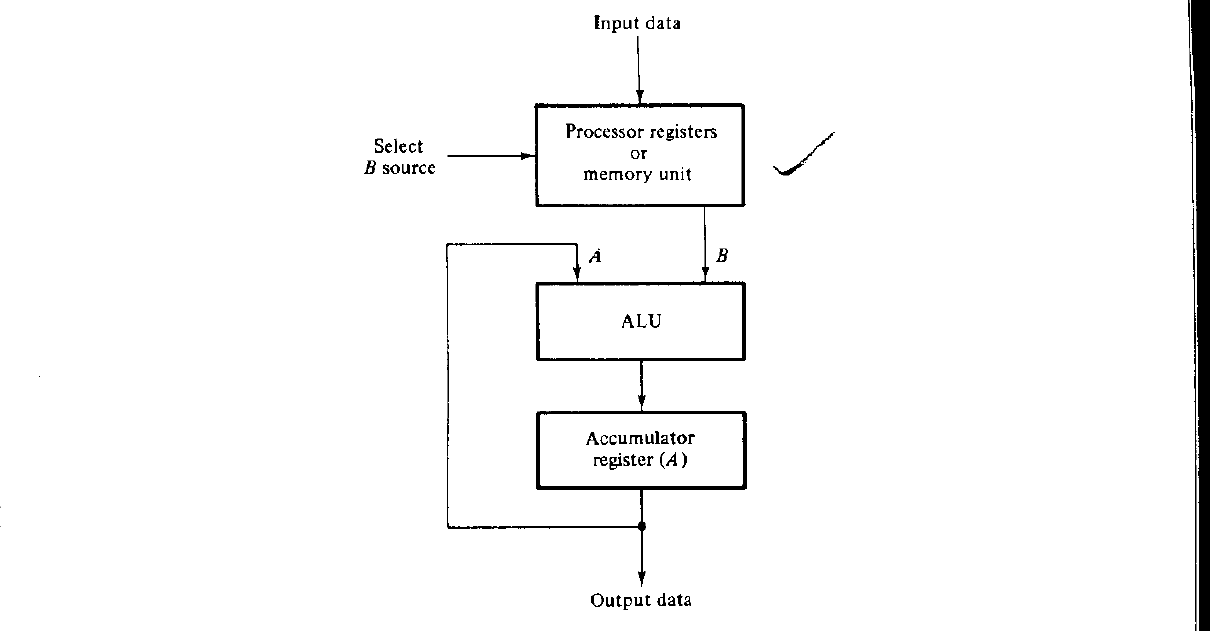 Input data
Processor registers
or
memory unit
Select
B source
A
B
ALU
Accumulator
register (A)
Output data